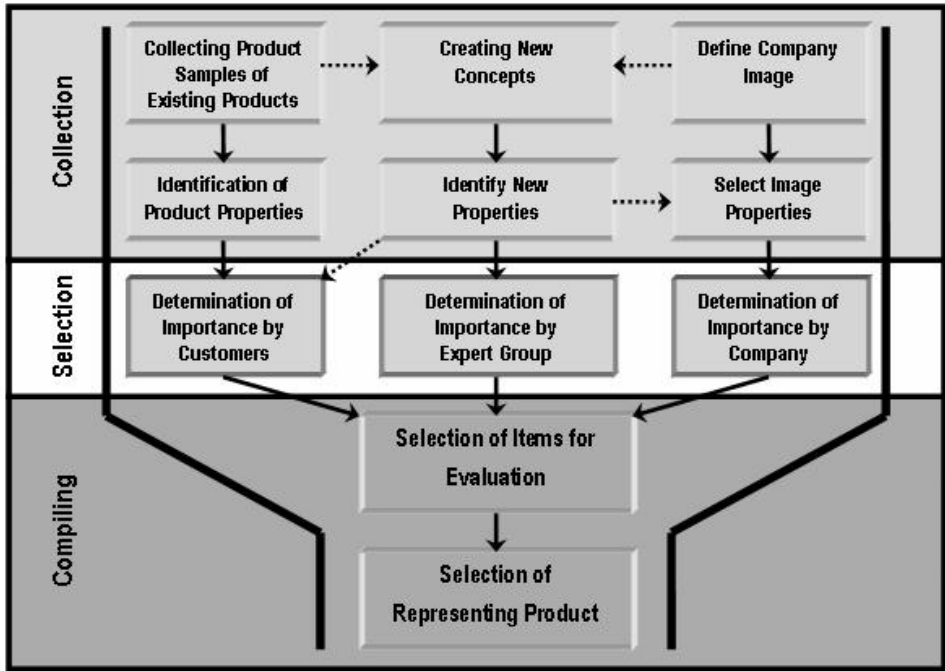 Collection
Collecting Product
Samples of
Existing Products
Creating New
Concepts
Define Company
Image
Identification of
Product Properties
Identify New
Properties
Select Image
Properties
Selection
Determination of
Importance by
Customers
Determination of
Importance by
Expert Group
Determination of
Importance by
Company
Compiling
Selection of Items for
Evaluation
Selection of
Representing Product